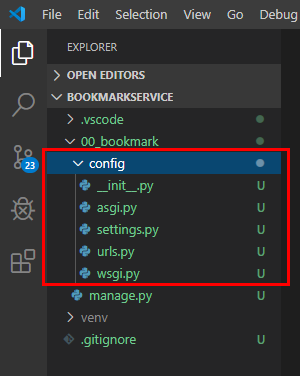 File Edit Selection View Go Debug
EXPLORER
OPEN EDITORS
BOOKMARKSERVICE
.vscode
00_bookmark
config
__init__.py U
asgi.py U
settings.py U
urls.py U
wsgi.py U
manage.py U
venv
.gitignore U
23